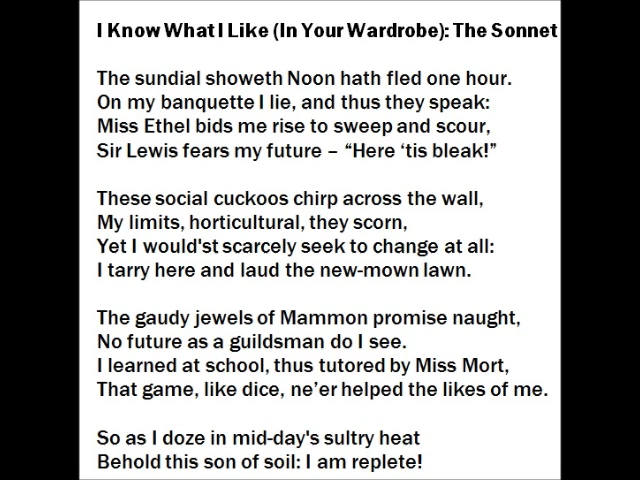 I Know What I Like (In Your Wardrobe): The Sonnet
The sundial showeth Noon hath fled one hour.
On my banquette I lie, and thus they speak:
Miss Ethel bids me rise to sweep and scour,
Sir Lewis fears my future – “Here ‘tis bleak!”
These social cuckoos chirp across the wall,
My limits, horticultural, they scorn,
Yet I would'st scarcely seek to change at all:
I tarry here and laud the new-mown lawn.
The gaudy jewels of Mammon promise naught,
No future as a guildsman do I see.
I learned at school, thus tutored by Miss Mort,
That game, like dice, ne’er helped the likes of me.
So as I doze in mid-day's sultry heat
Behold this son of soil: I am replete!